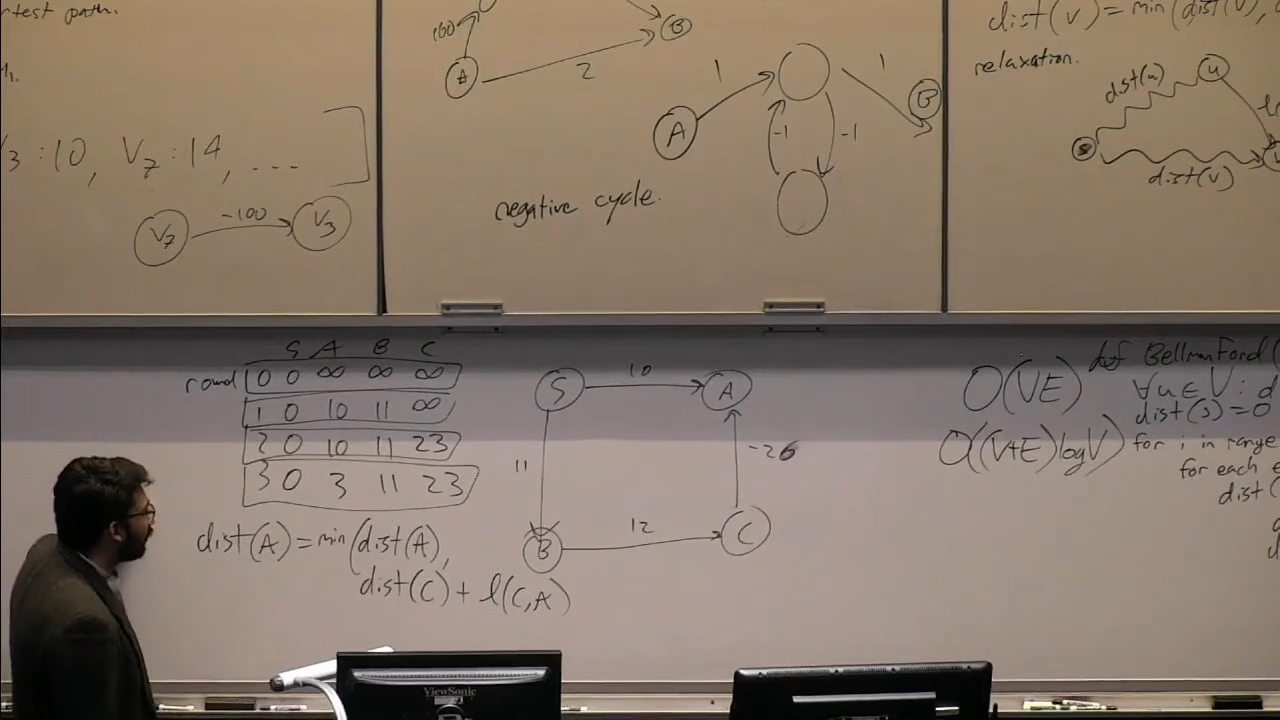 rtest path.
V₃ : 10, V₇ : 14, ...
V₇ -100 V₃
100
A 2 B
A 1 -1 -1 1 B
negative cycle.
dist(v) = min(dist(v),
relaxation.
dist(u) u
s
dist(v)
S A B C
round 0 0 ∞ ∞ ∞
1 0 10 11 ∞
2 0 10 11 23
3 0 3 11 23
dist(A) = min(dist(A),
dist(C) + l(C,A)
S 10 A
11 -26
B 12 C
O(VE)
O((V+E)logV)
def BellmanFord(
∀u∈V : d
dist(s) = 0
for i in range
for each e
dist(
ViewSonic